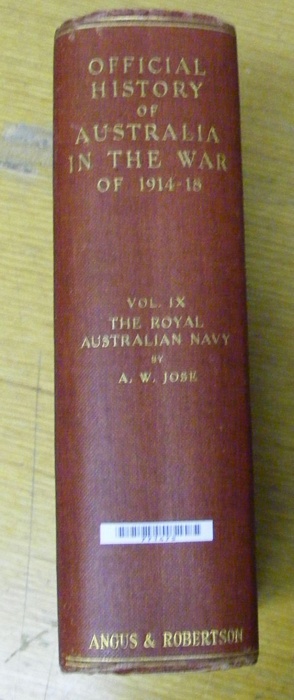 OFFICIAL
HISTORY
OF
AUSTRALIA
IN THE WAR
OF 1914-18
VOL. IX
THE ROYAL
AUSTRALIAN NAVY
BY
A. W. JOSE
ANGUS & ROBERTSON